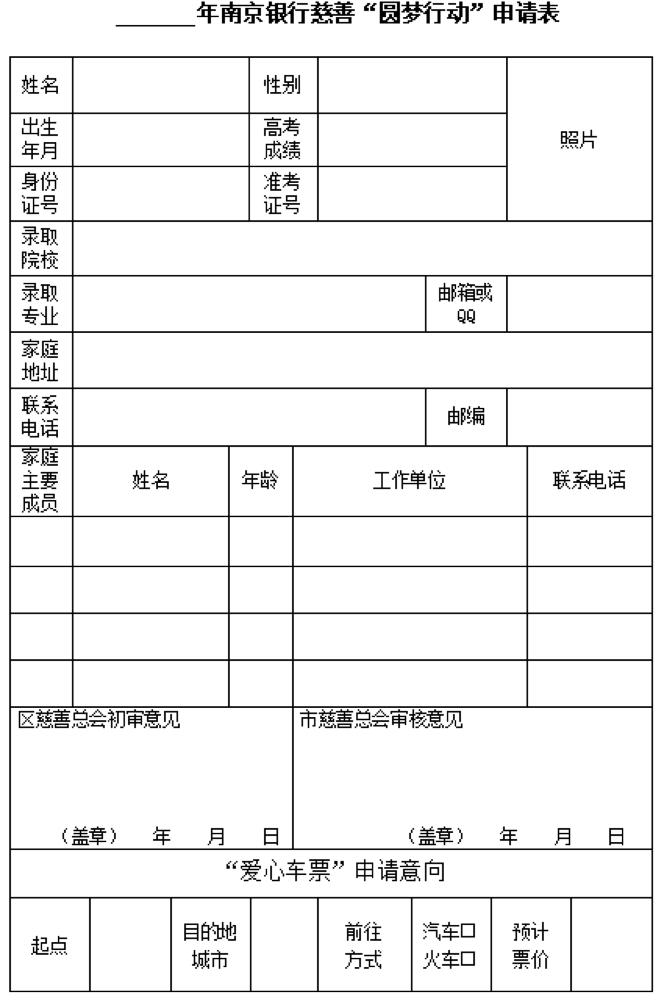 ______年南京银行慈善“圆梦行动”申请表
姓名 性别 照片
出生年月 高考成绩
身份证号 准考证号
录取院校
录取专业 邮箱或QQ
家庭地址
联系电话 邮编
家庭主要成员 姓名 年龄 工作单位 联系电话
区慈善总会初审意见 市慈善总会审核意见
（盖章） 年 月 日 （盖章） 年 月 日
“爱心车票”申请意向
起点 目的地城市 前往方式 汽车口 火车口 预计票价